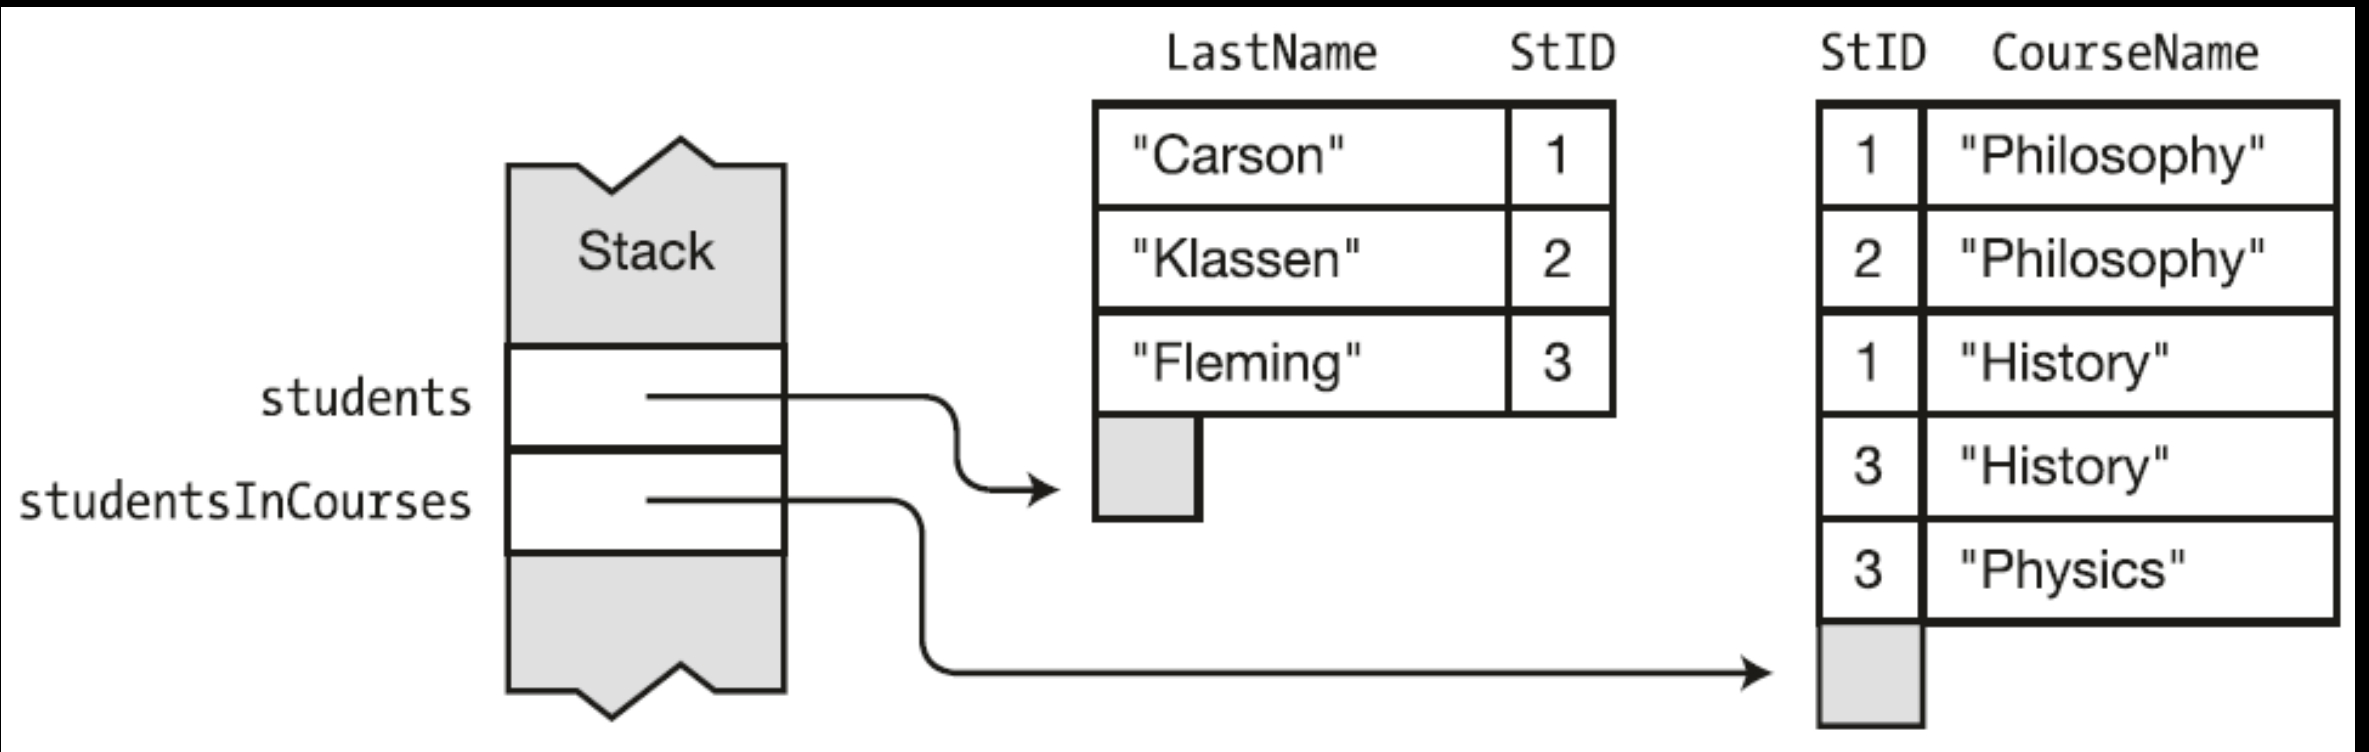 LastName StID
"Carson" 1
"Klassen" 2
"Fleming" 3
StID CourseName
1 "Philosophy"
2 "Philosophy"
1 "History"
3 "History"
3 "Physics"
Stack
students
studentsInCourses